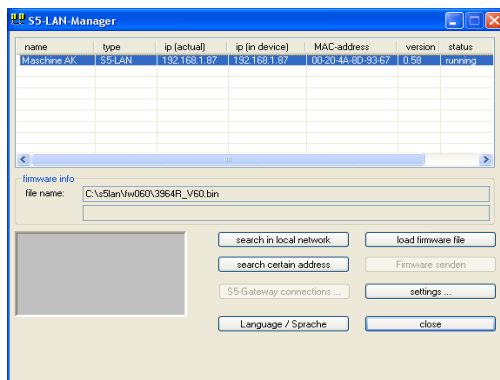 S5-LAN-Manager
name type ip (actual) ip (in device) MAC-address version status
Maschine AK S5-LAN 192.168.1.87 192.168.1.87 00-20-4A-8D-93-67 0.58 running
firmware info
file name: C:\s5lan\fw060\3964R_V60.bin
search in local network load firmware file
search certain address Firmware senden
S5-Gateway connections ... settings ...
Language / Sprache close